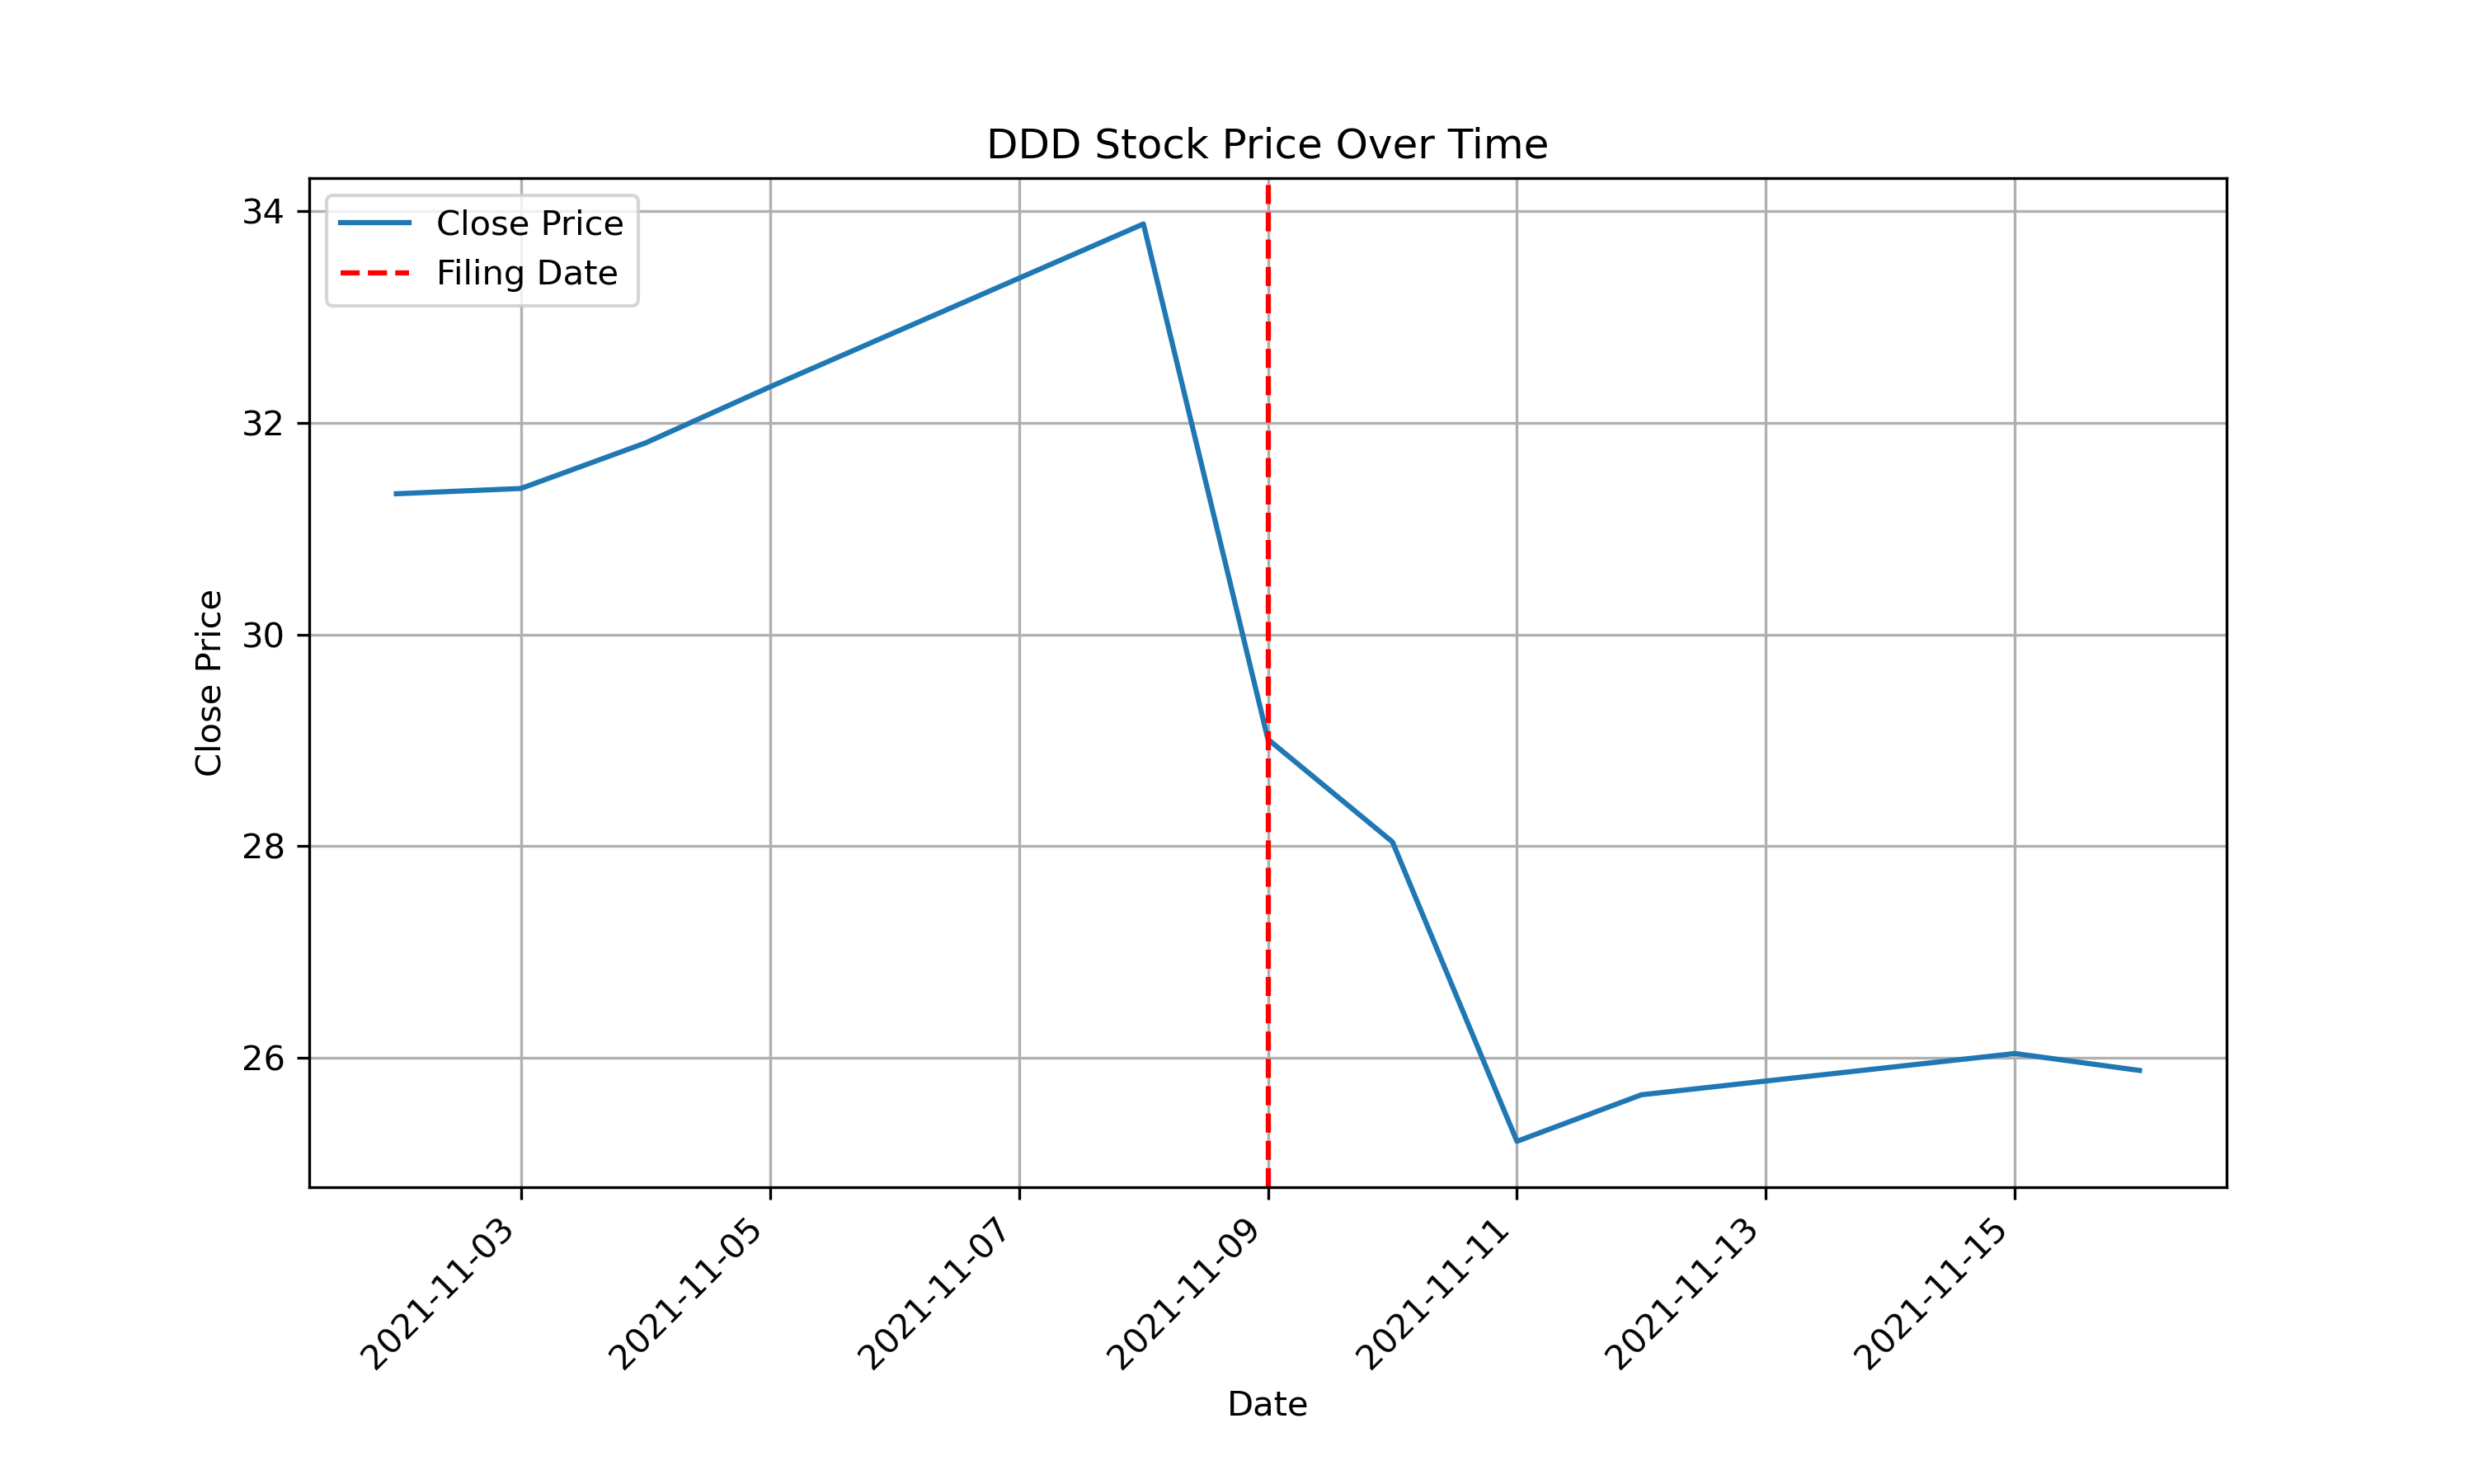 DDD Stock Price Over Time
Close Price
Filing Date
34
32
30
28
26
Close Price
2021-11-03
2021-11-05
2021-11-07
2021-11-09
2021-11-11
2021-11-13
2021-11-15
Date